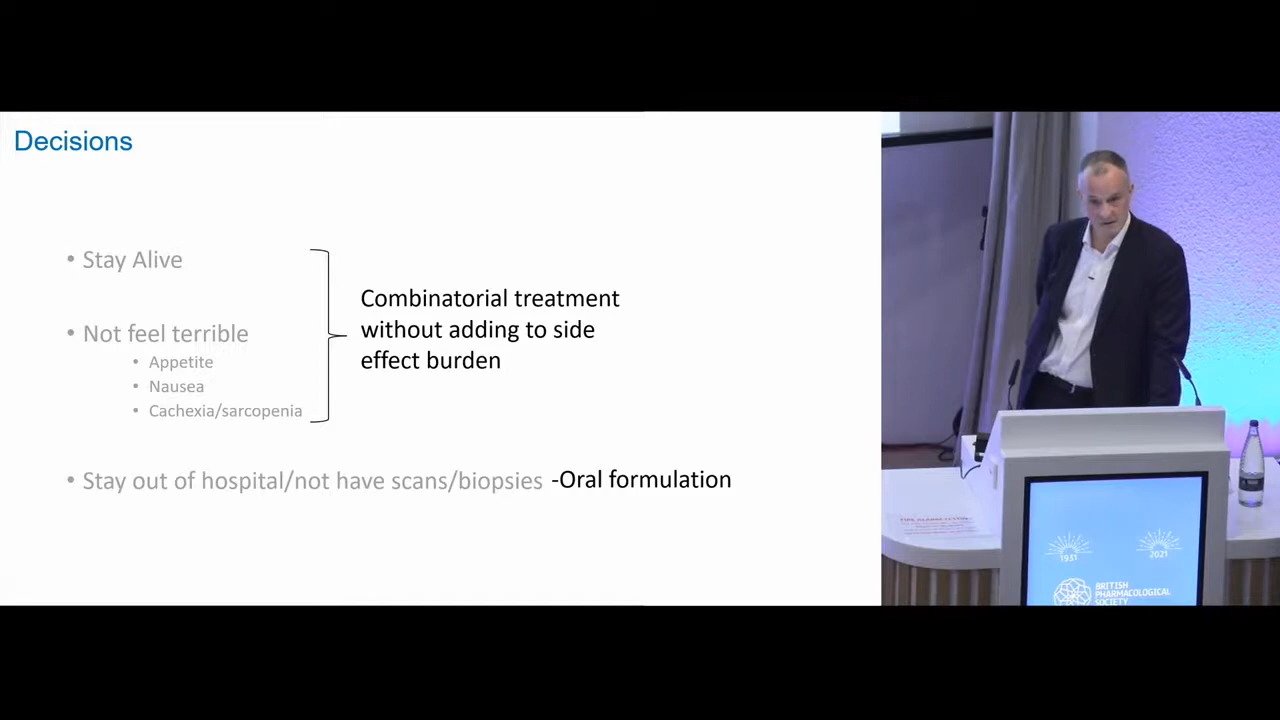 Decisions
• Stay Alive
• Not feel terrible
• Appetite
• Nausea
• Cachexia/sarcopenia
Combinatorial treatment
without adding to side
effect burden
• Stay out of hospital/not have scans/biopsies -Oral formulation
1931
2021
BRITISH
PHARMACOLOGICAL
SOCIETY